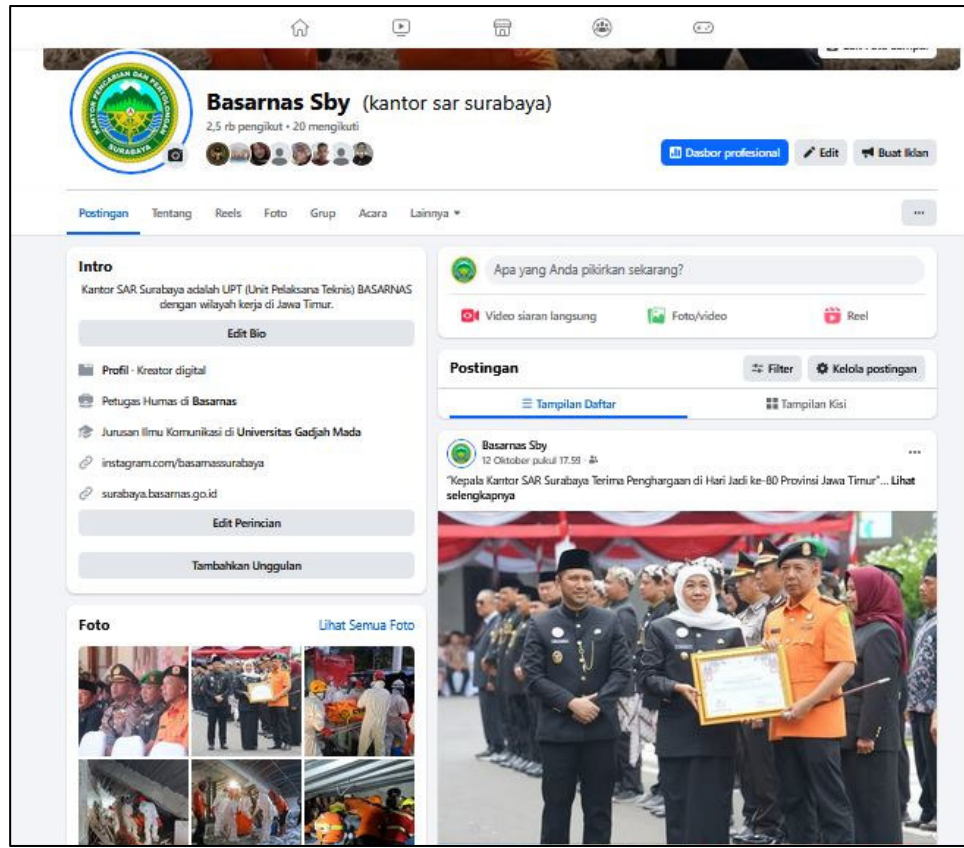 KANTOR PENCARIAN DAN PERTOLONGAN
SURABAYA
Basarnas Sby (kantor sar surabaya)
2,5 rb pengikut • 20 mengikuti
Dasbor profesional
Edit
Buat Iklan
Postingan
Tentang
Reels
Foto
Grup
Acara
Lainnya
Intro
Kantor SAR Surabaya adalah UPT (Unit Pelaksana Teknis) BASARNAS
dengan wilayah kerja di Jawa Timur.
Edit Bio
Profil · Kreator digital
Petugas Humas di Basarnas
Jurusan Ilmu Komunikasi di Universitas Gadjah Mada
instagram.com/basarnassurabaya
surabaya.basarnas.go.id
Edit Perincian
Tambahkan Unggulan
Foto
Lihat Semua Foto
Apa yang Anda pikirkan sekarang?
Video siaran langsung
Foto/video
Reel
Postingan
Filter
Kelola postingan
Tampilan Daftar
Tampilan Kisi
Basarnas Sby
12 Oktober pukul 17.59 ·
"Kepala Kantor SAR Surabaya Terima Penghargaan di Hari Jadi ke-80 Provinsi Jawa Timur"... Lihat
selengkapnya